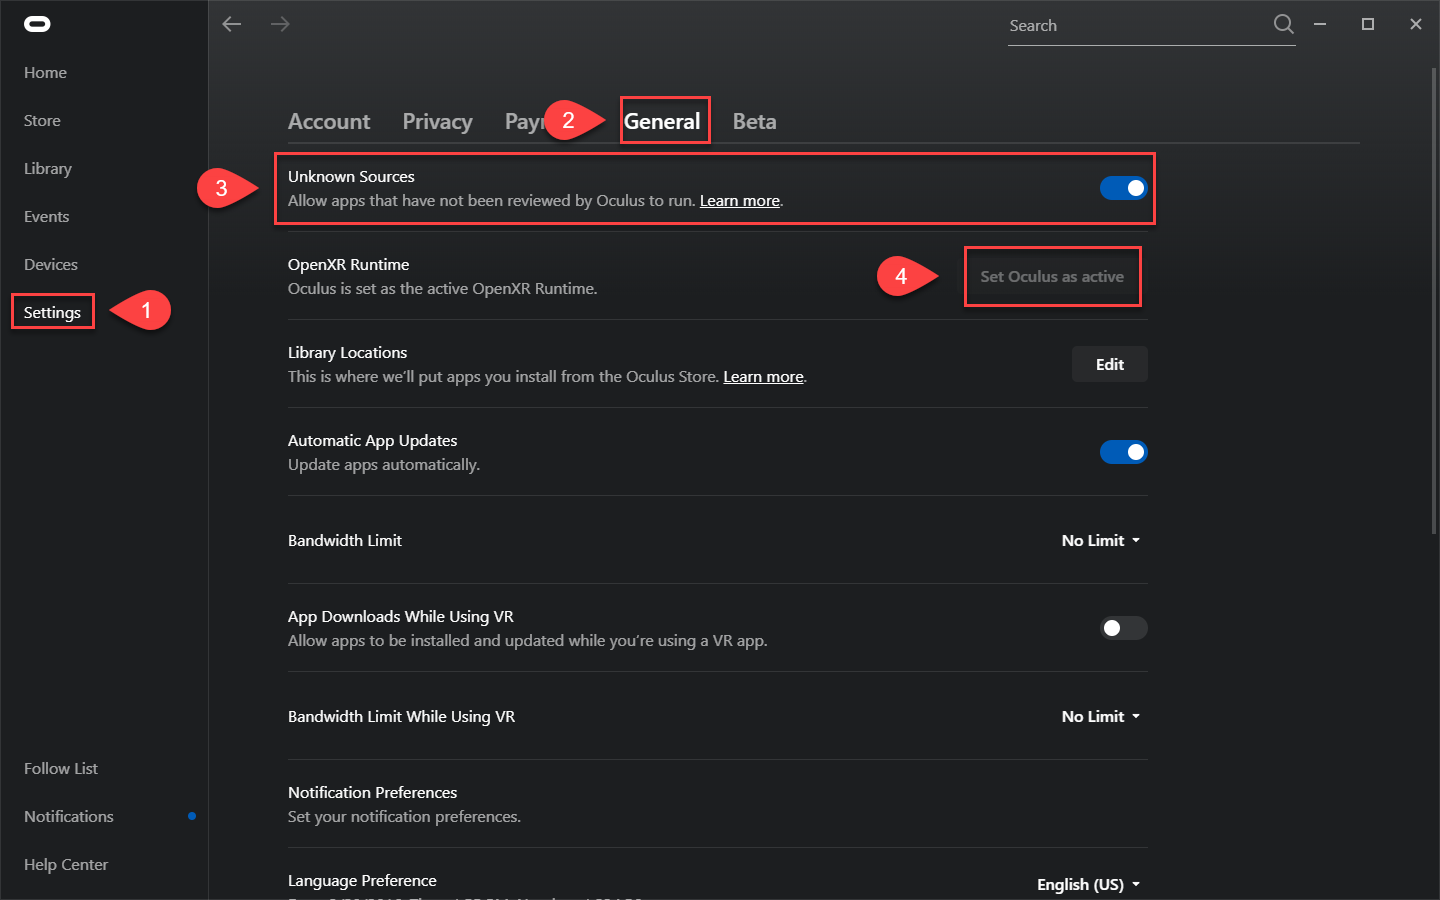 Search
Home
Store
Library
Events
Devices
Settings
1
Account
Privacy
2
General
Beta
3
Unknown Sources
Allow apps that have not been reviewed by Oculus to run. Learn more.
OpenXR Runtime
Oculus is set as the active OpenXR Runtime.
4
Set Oculus as active
Library Locations
This is where we'll put apps you install from the Oculus Store. Learn more.
Edit
Automatic App Updates
Update apps automatically.
Bandwidth Limit
No Limit
App Downloads While Using VR
Allow apps to be installed and updated while you're using a VR app.
Bandwidth Limit While Using VR
No Limit
Notification Preferences
Set your notification preferences.
Language Preference
English (US)
Follow List
Notifications
Help Center